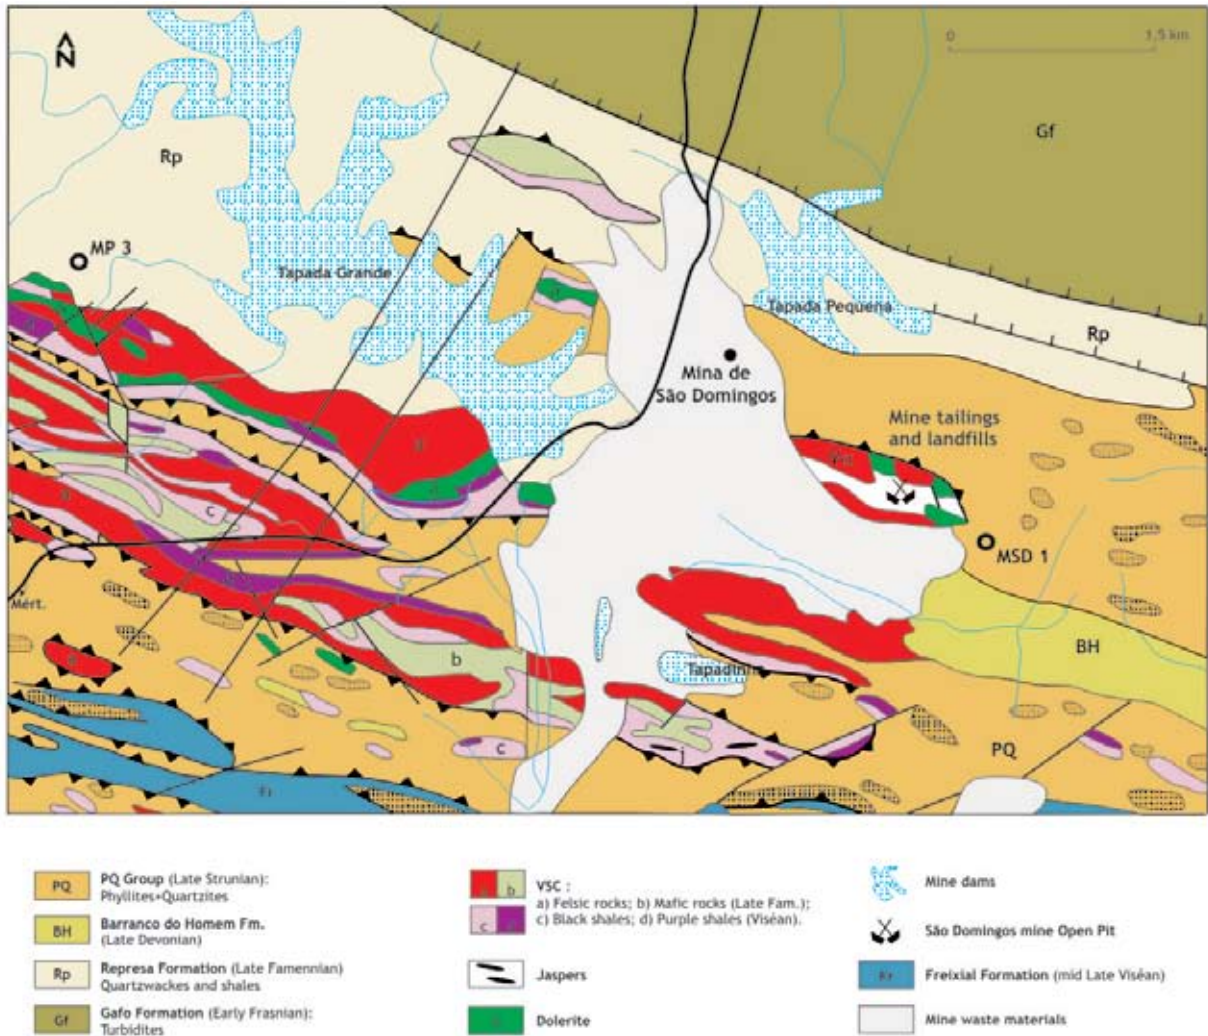 N
0 1,5 km
Gf
Rp
MP 3
Tapada Grande
Tapada Pequena
Rp
Mina de
São Domingos
Mine tailings
and landfills
c
MSD 1
Mért.
b
BH
PQ
c
j
PQ PQ Group (Late Strunian):
Phyllites+Quartzites
BH Barranco do Homem Fm.
(Late Devonian)
Rp Represa Formation (Late Famennian)
Quartzwackes and shales
Gf Gafo Formation (Early Frasnian):
Turbidites
a b VSC :
a) Felsic rocks; b) Mafic rocks (Late Fam.);
c d c) Black shales; d) Purple shales (Viséan).
Jaspers
Dolerite
Mine dams
São Domingos mine Open Pit
Freixial Formation (mid Late Viséan)
Mine waste materials